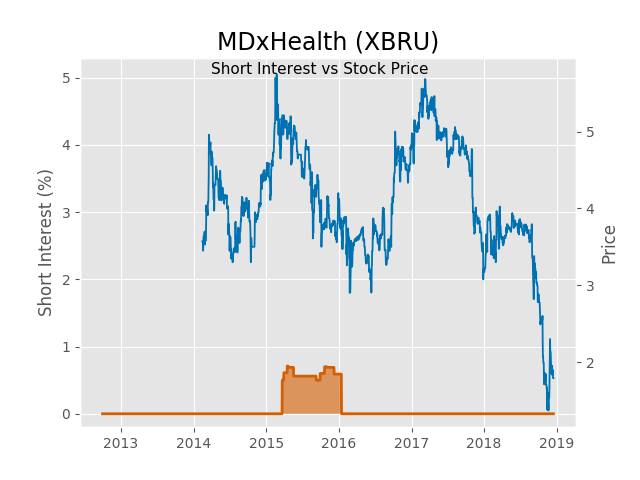 MDxHealth (XBRU)
Short Interest vs Stock Price
Short Interest (%)
5
4
3
2
1
0
Price
5
4
3
2
2013 2014 2015 2016 2017 2018 2019